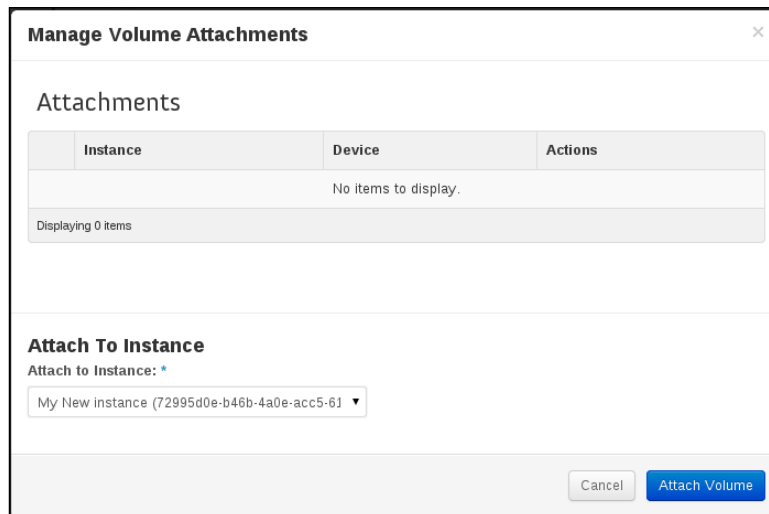 Manage Volume Attachments ×
Attachments
Instance Device Actions
No items to display.
Displaying 0 items
Attach To Instance
Attach to Instance: *
My New instance (72995d0e-b46b-4a0e-acc5-61
Cancel Attach Volume